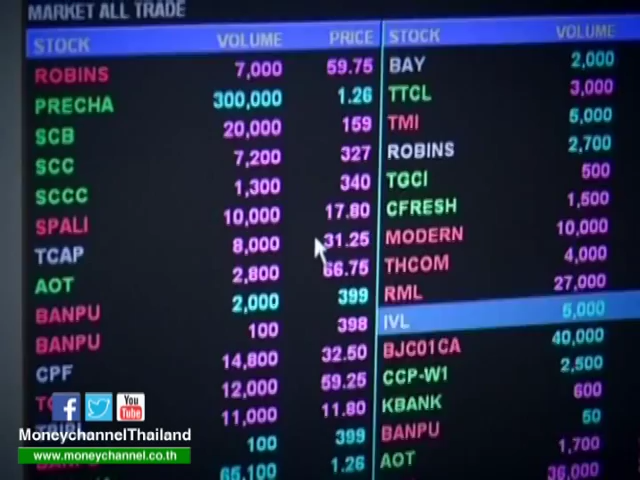 MARKET ALL TRADE
STOCK VOLUME PRICE STOCK VOLUME
ROBINS 7,000 59.75 BAY 2,000
PRECHA 300,000 1.26 TTCL 3,000
SCB 20,000 159 TMI 5,000
SCC 7,200 327 ROBINS 2,700
SCCC 1,300 340 TGCI 500
SPALI 10,000 17.80 CFRESH 1,500
TCAP 8,000 31.25 MODERN 10,000
AOT 2,800 66.75 THCOM 4,000
BANPU 2,000 399 RML 27,000
BANPU 100 398 IVL 5,000
CPF 14,800 32.50 BJC01CA 40,000
12,000 59.25 CCP-W1 2,500
11,000 11.80 KBANK 600
BANPU 100 399 BANPU 50
65,100 1.26 AOT 1,700
36,000
You Tube
MoneychannelThailand
www.moneychannel.co.th